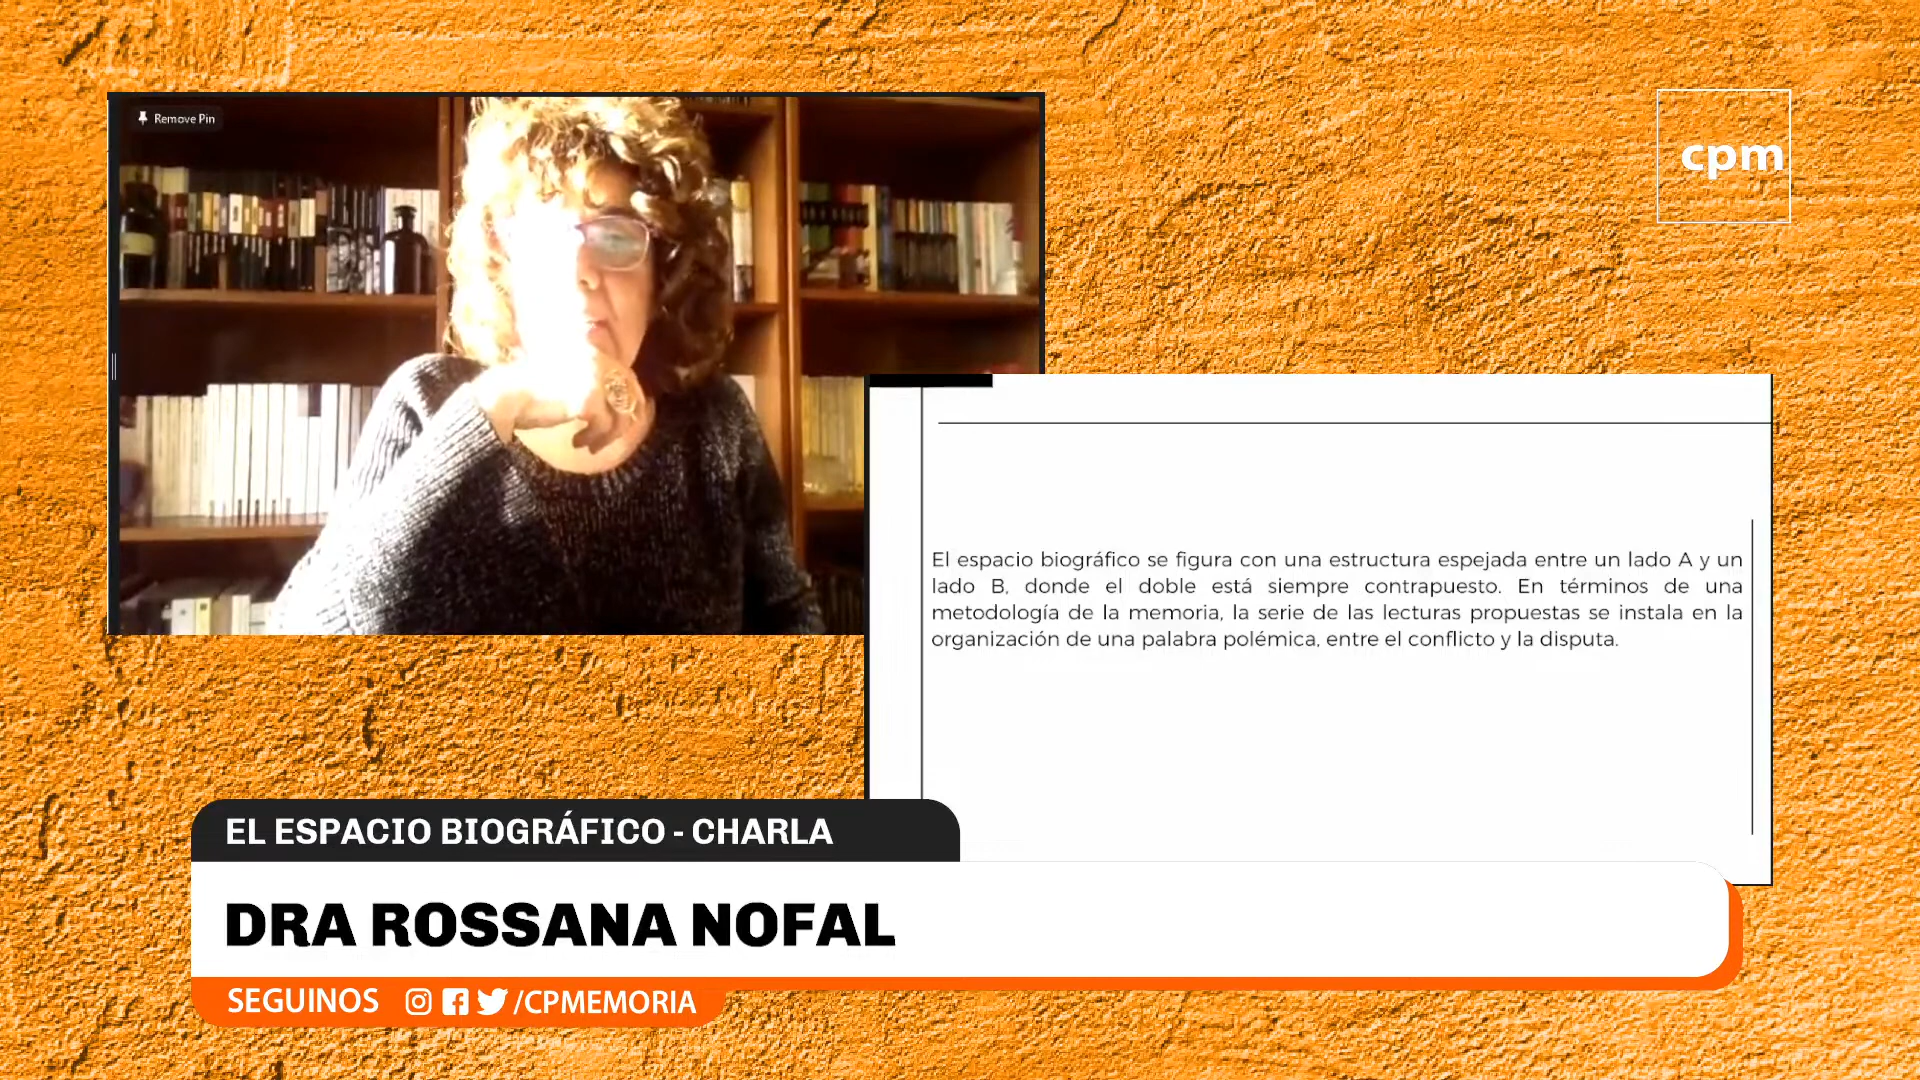 Remove Pin
cpm
El espacio biográfico se figura con una estructura espejada entre un lado A y un
lado B, donde el doble está siempre contrapuesto. En términos de una
metodología de la memoria, la serie de las lecturas propuestas se instala en la
organización de una palabra polémica, entre el conflicto y la disputa.
EL ESPACIO BIOGRÁFICO - CHARLA
DRA ROSSANA NOFAL
SEGUINOS /CPMEMORIA